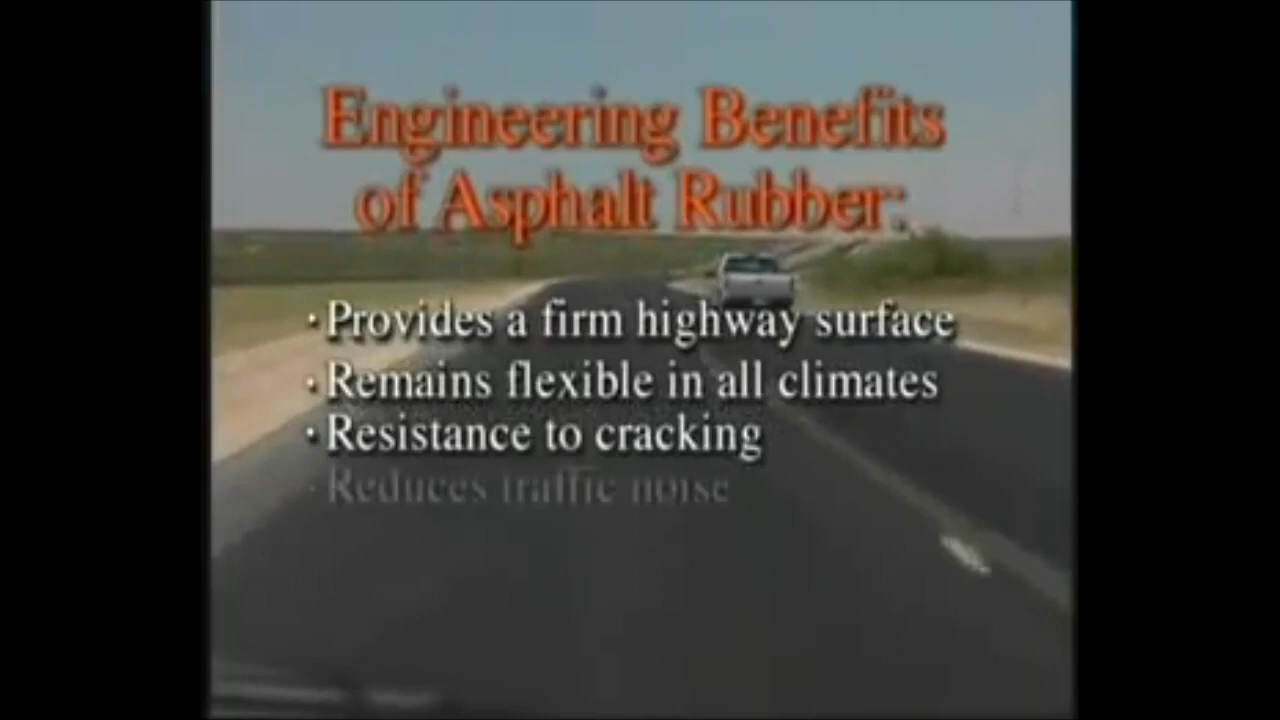 Engineering Benefits
of Asphalt Rubber:
· Provides a firm highway surface
· Remains flexible in all climates
· Resistance to cracking
· Reduces traffic noise